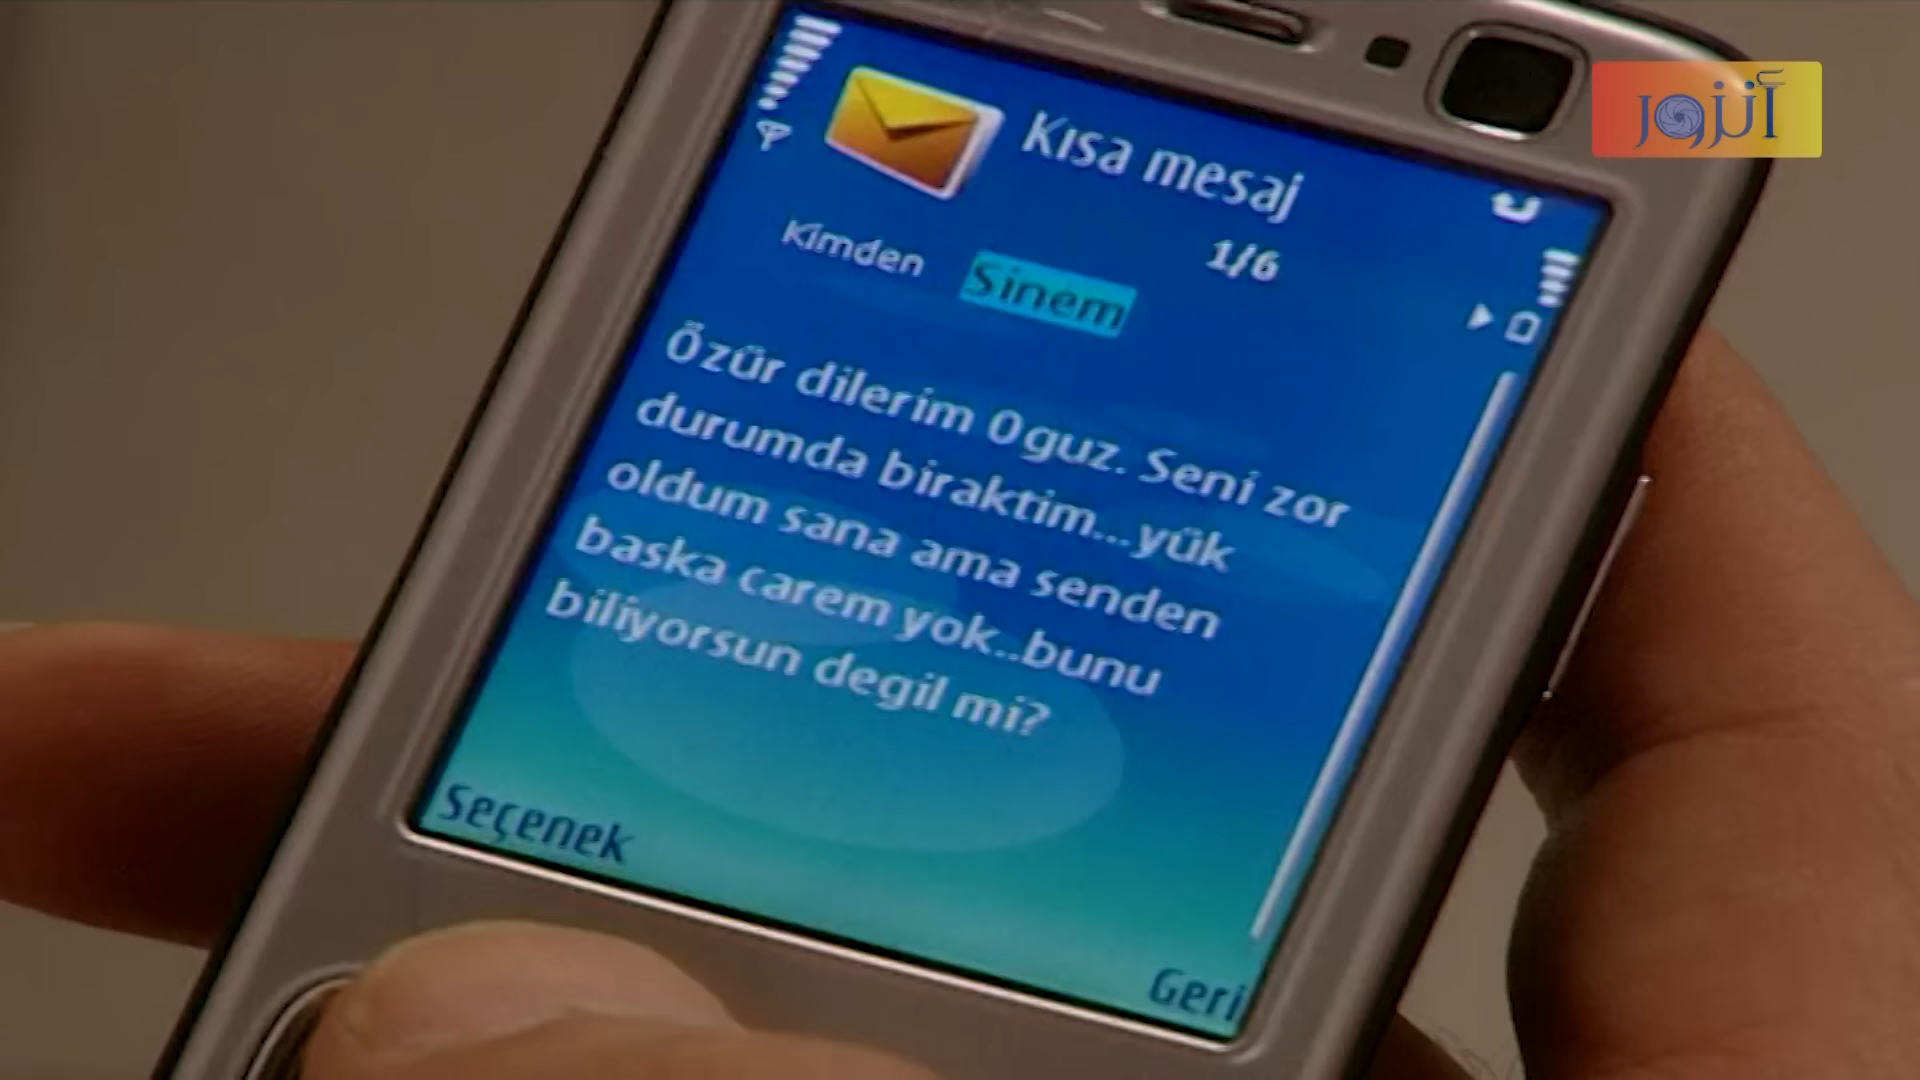 آنژور
Kısa mesaj
1/6
Kimden Sinem
Özür dilerim Oguz. Seni zor
durumda biraktim...yük
oldum sana ama senden
baska carem yok..bunu
biliyorsun degil mi?
Seçenek
Geri